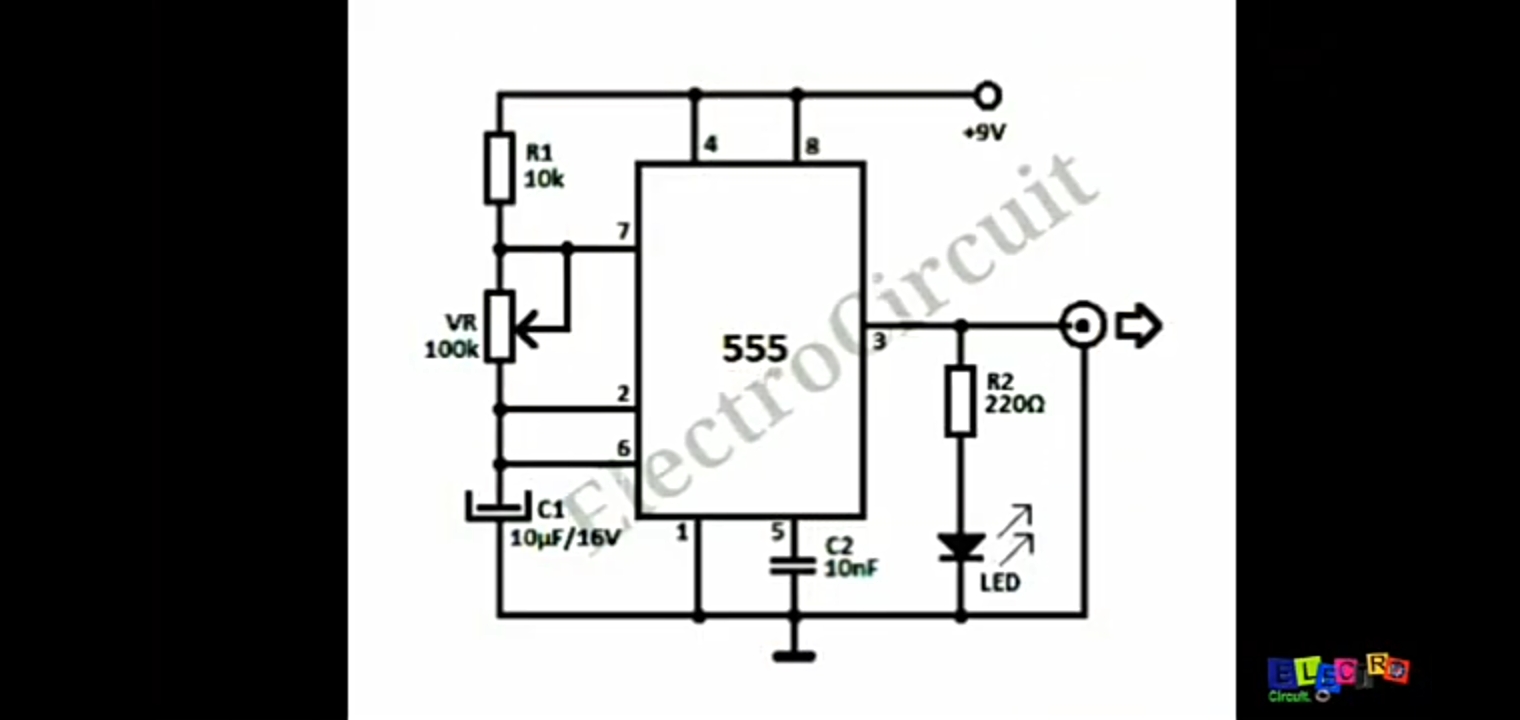 +9V
4
8
R1
10k
7
VR
100k
2
6
555
3
R2
220Ω
C1
10µF/16V
1
5
C2
10nF
LED
ElectroCircuit
ELECTRO
Circuit.